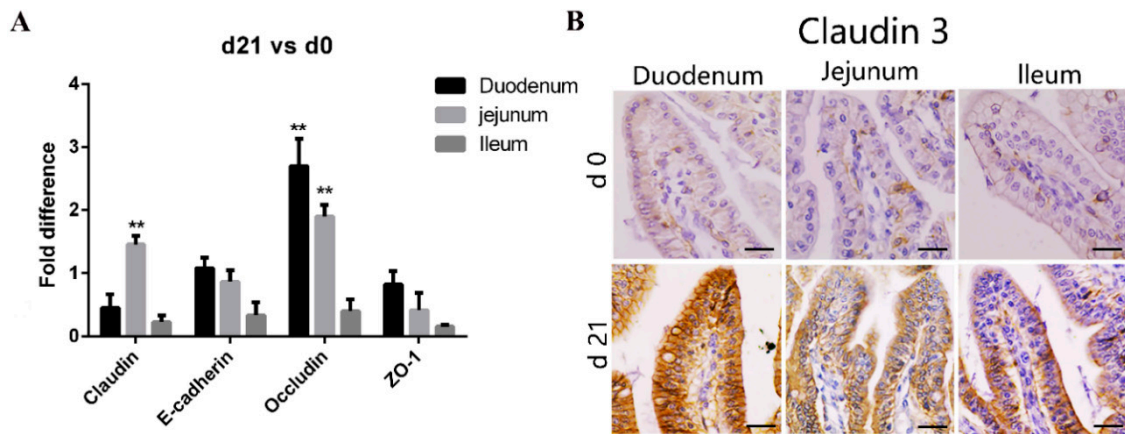 A
d21 vs d0
Fold difference
4
3
2
1
0
**
**
**
Duodenum
jejunum
Ileum
Claudin
E-cadherin
Occludin
ZO-1
B
Claudin 3
Duodenum Jejunum Ileum
d 0
d 21